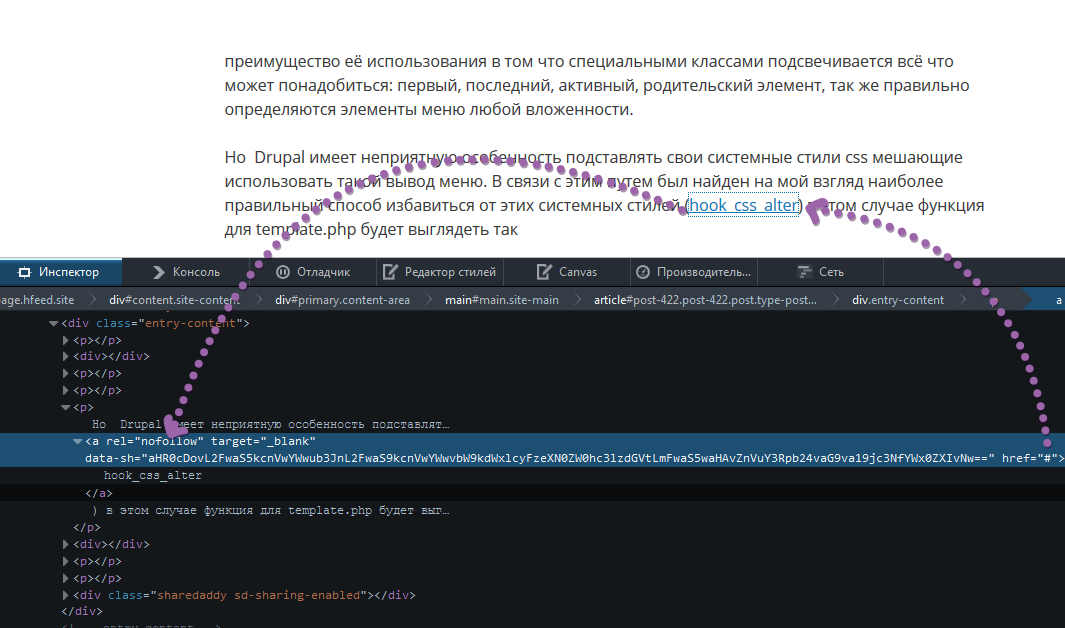 преимущество её использования в том что специальными классами подсвечивается всё что
может понадобиться: первый, последний, активный, родительский элемент, так же правильно
определяются элементы меню любой вложенности.
Но Drupal имеет неприятную особенность подставлять свои системные стили css мешающие
использовать такой вывод меню. В связи с этим путем был найден на мой взгляд наиболее
правильный способ избавиться от этих системных стилей (hook_css_alter) в этом случае функция
для template.php будет выглядеть так
Инспектор Консоль Отладчик Редактор стилей Canvas Производитель... Сеть
age.hfeed.site div#content.site-content div#primary.content-area main#main.site-main article#post-422.post-422.post.type-post... div.entry-content a
<div class="entry-content">
<p></p>
<div></div>
<p></p>
<p></p>
<p>
Но Drupal имеет неприятную особенность подставлят…
<a rel="nofollow" target="_blank"
data-sh="aHR0cDovL2FwaS5kcnVwYWwub3JnL2FwaS9kcnVwYWwvbW9kdWxlcyFzeXN0ZW0hc3lzdGVtLmFwaS5waHAvZnVuY3Rpb24vaG9va19jc3NfYWx0ZXIvNw==" href="#">
hook_css_alter
</a>
) в этом случае функция для template.php будет выг…
</p>
<div></div>
<p></p>
<p></p>
<div class="sharedaddy sd-sharing-enabled"></div>
</div>